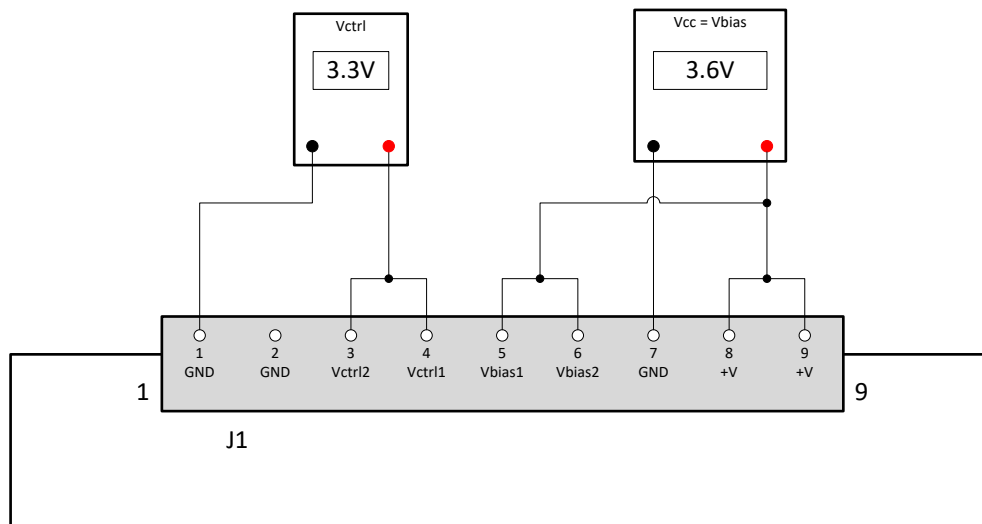 Vctrl
3.3V
Vcc = Vbias
3.6V
1 2 3 4 5 6 7 8 9
GND GND Vctrl2 Vctrl1 Vbias1 Vbias2 GND +V +V
1
9
J1